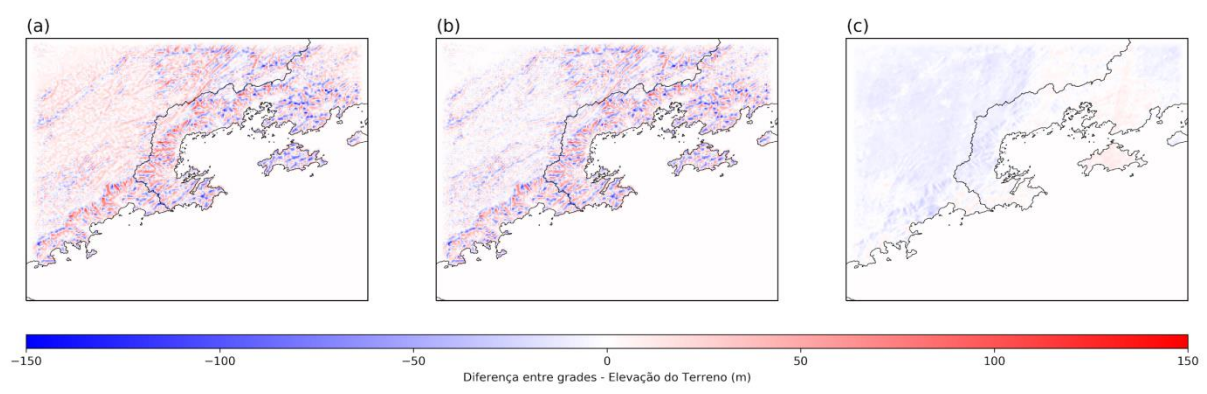 (a)
(b)
(c)
−150 −100 −50 0 50 100 150
Diferença entre grades - Elevação do Terreno (m)